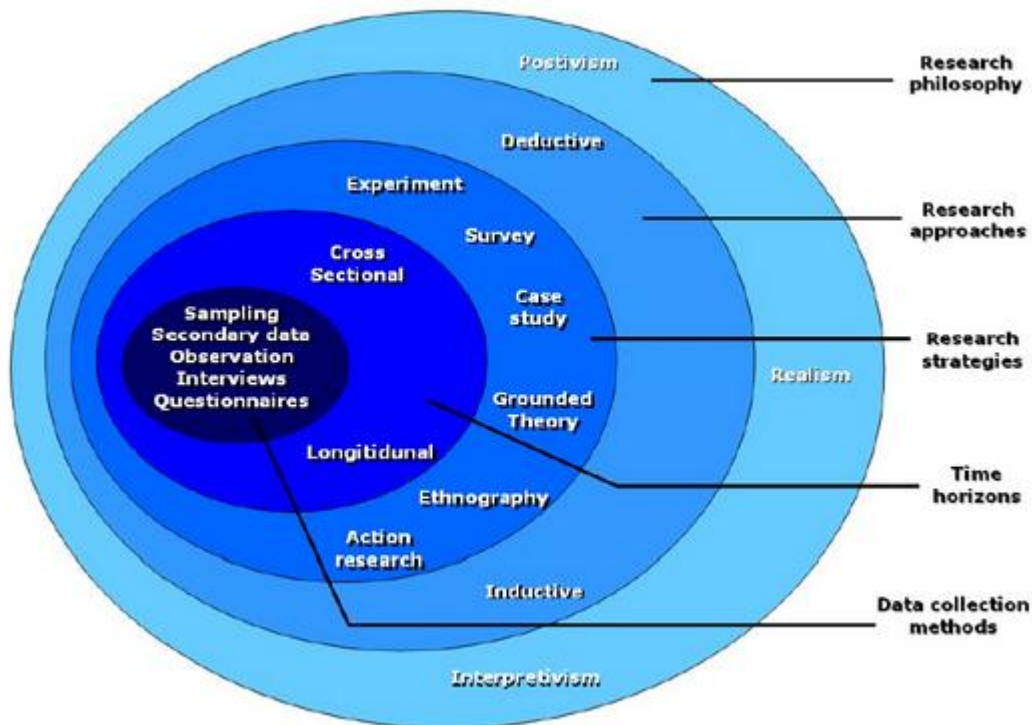 Postivism
Research
philosophy
Deductive
Experiment
Research
approaches
Survey
Cross
Sectional
Case
study
Sampling
Secondary data
Observation
Interviews
Questionnaires
Research
strategies
Realism
Grounded
Theory
Longitidunal
Time
horizons
Ethnography
Action
research
Inductive
Data collection
methods
Interpretivism